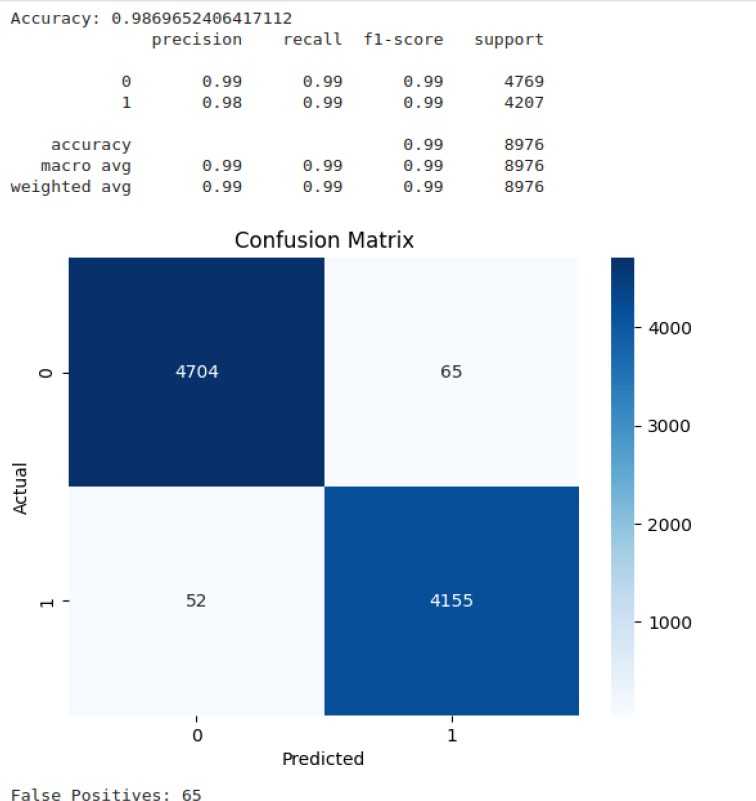 Accuracy: 0.9869652406417112
precision recall f1-score support
0 0.99 0.99 0.99 4769
1 0.98 0.99 0.99 4207
accuracy 0.99 8976
macro avg 0.99 0.99 0.99 8976
weighted avg 0.99 0.99 0.99 8976
Confusion Matrix
4000
0 4704 65
3000
Actual
2000
1 52 4155
1000
0 1
Predicted
False Positives: 65